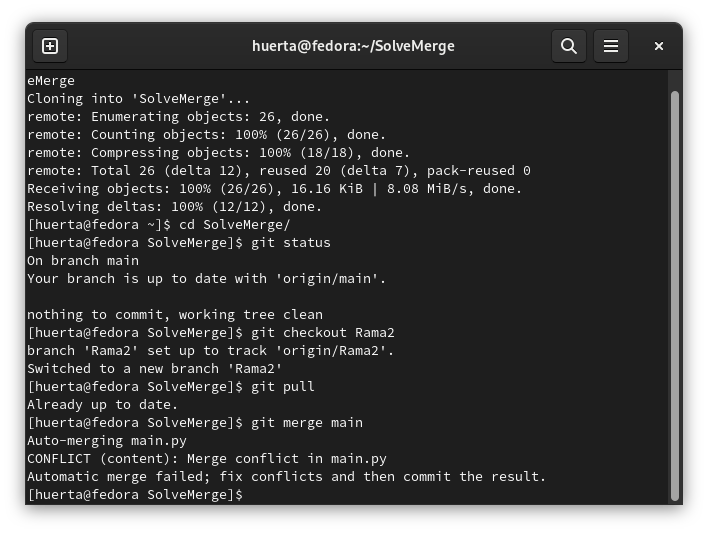 huerta@fedora:~/SolveMerge
eMerge
Cloning into 'SolveMerge'...
remote: Enumerating objects: 26, done.
remote: Counting objects: 100% (26/26), done.
remote: Compressing objects: 100% (18/18), done.
remote: Total 26 (delta 12), reused 20 (delta 7), pack-reused 0
Receiving objects: 100% (26/26), 16.16 KiB | 8.08 MiB/s, done.
Resolving deltas: 100% (12/12), done.
[huerta@fedora ~]$ cd SolveMerge/
[huerta@fedora SolveMerge]$ git status
On branch main
Your branch is up to date with 'origin/main'.
nothing to commit, working tree clean
[huerta@fedora SolveMerge]$ git checkout Rama2
branch 'Rama2' set up to track 'origin/Rama2'.
Switched to a new branch 'Rama2'
[huerta@fedora SolveMerge]$ git pull
Already up to date.
[huerta@fedora SolveMerge]$ git merge main
Auto-merging main.py
CONFLICT (content): Merge conflict in main.py
Automatic merge failed; fix conflicts and then commit the result.
[huerta@fedora SolveMerge]$